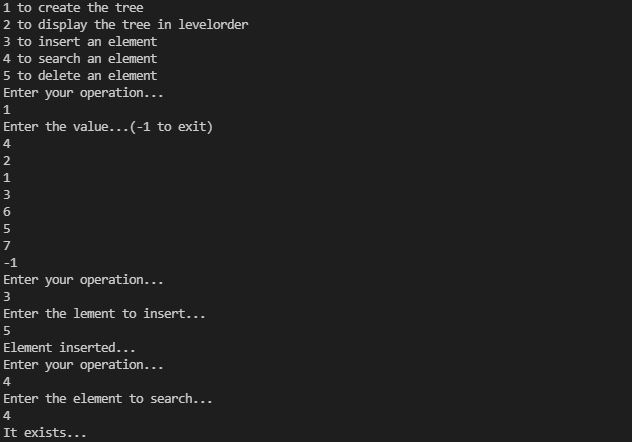 1 to create the tree
2 to display the tree in levelorder
3 to insert an element
4 to search an element
5 to delete an element
Enter your operation...
1
Enter the value...(-1 to exit)
4
2
1
3
6
5
7
-1
Enter your operation...
3
Enter the lement to insert...
5
Element inserted...
Enter your operation...
4
Enter the element to search...
4
It exists...